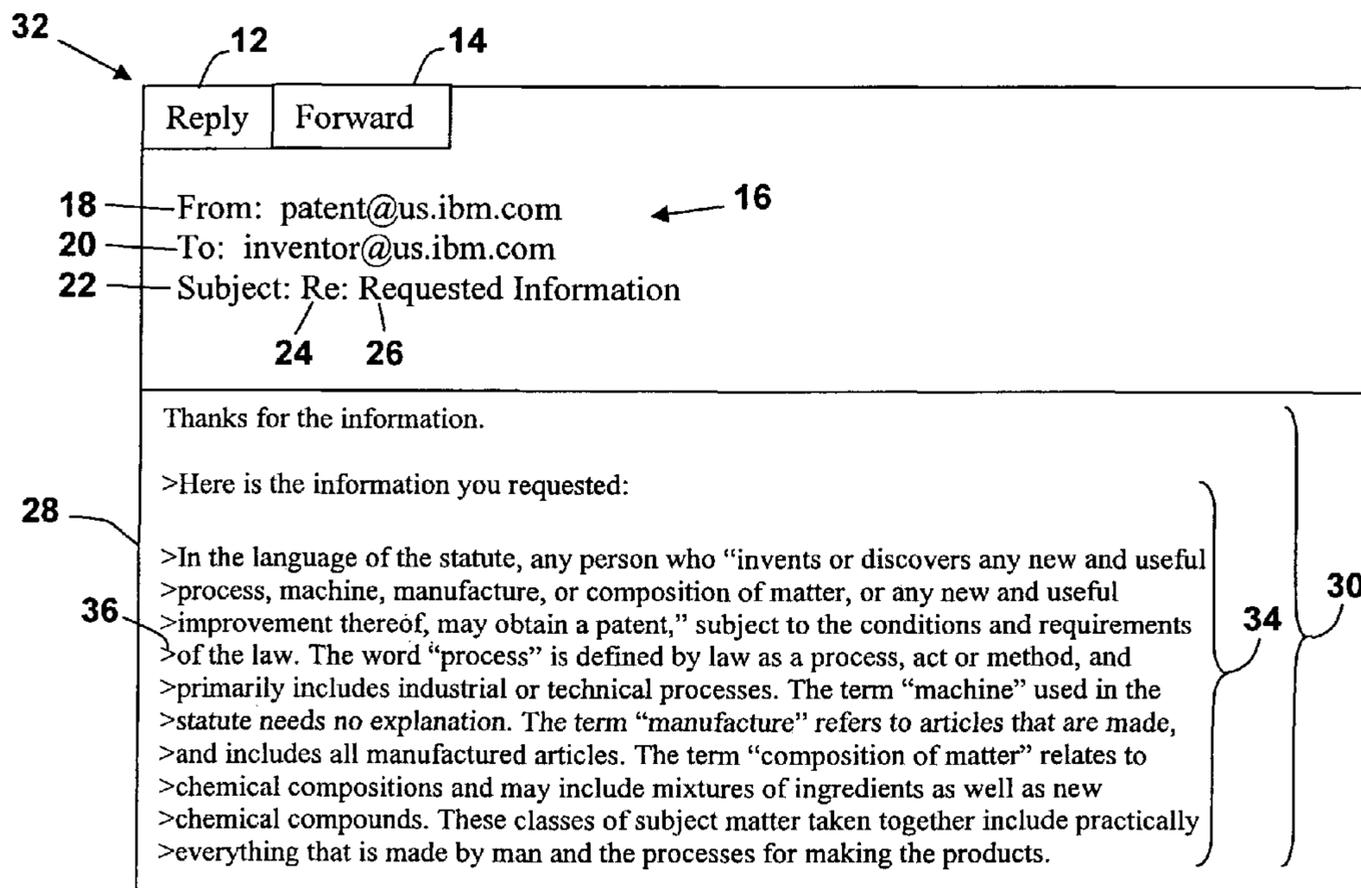 32
12
14
Reply Forward
18 From: patent@us.ibm.com 16
20 To: inventor@us.ibm.com
22 Subject: Re: Requested Information
24 26
Thanks for the information.
>Here is the information you requested:
28
>In the language of the statute, any person who “invents or discovers any new and useful
>process, machine, manufacture, or composition of matter, or any new and useful 30
36 >improvement thereof, may obtain a patent,” subject to the conditions and requirements 34
>of the law. The word “process” is defined by law as a process, act or method, and
>primarily includes industrial or technical processes. The term “machine” used in the
>statute needs no explanation. The term “manufacture” refers to articles that are made,
>and includes all manufactured articles. The term “composition of matter” relates to
>chemical compositions and may include mixtures of ingredients as well as new
>chemical compounds. These classes of subject matter taken together include practically
>everything that is made by man and the processes for making the products.